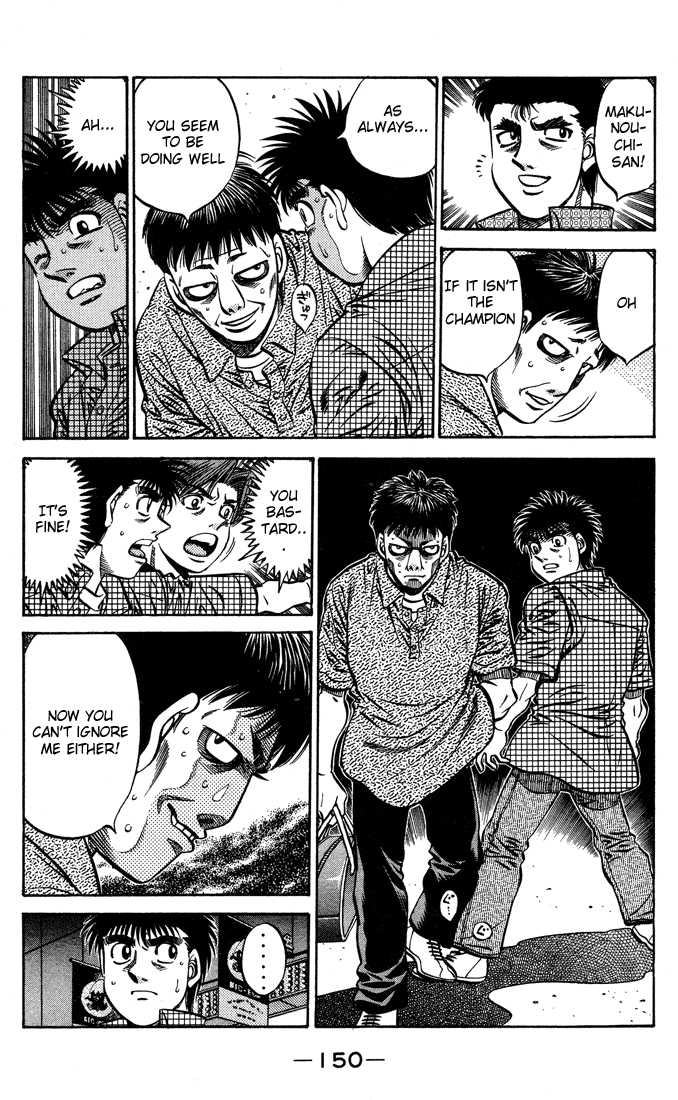 MAKU-
NOU-
CHI-
SAN!
OH
IF IT ISN'T
THE
CHAMPION
AS
ALWAYS...
YOU SEEM
TO BE
DOING WELL
AH...
YOU
BAS-
TARD..
IT'S
FINE!
NOW YOU
CAN'T IGNORE
ME EITHER!
.....
—150—